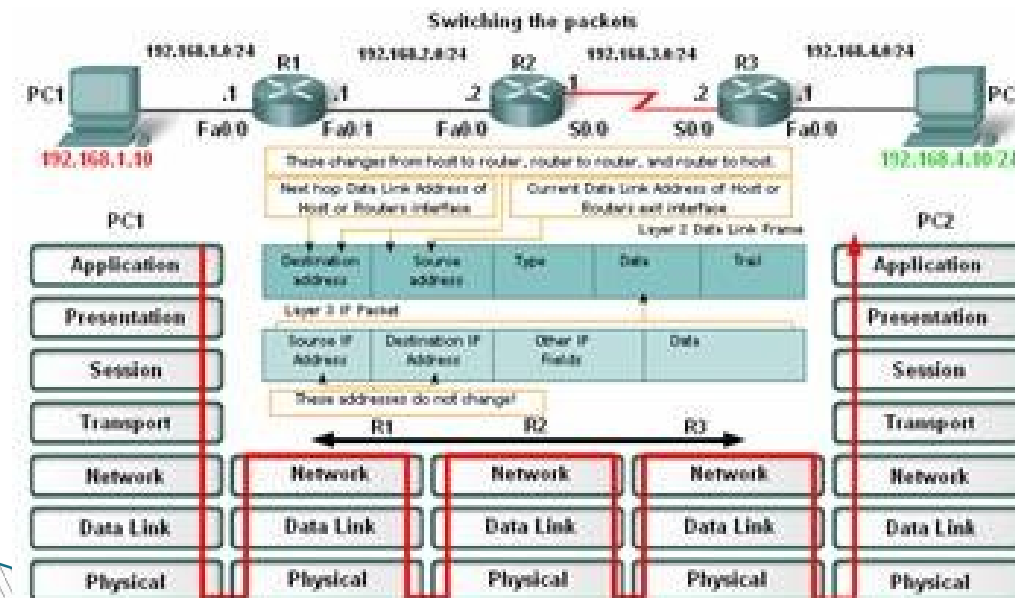 Switching the packets
192.168.1.0/24
192.168.2.0/24
192.168.3.0/24
192.168.4.0/24
R1
R2
R3
PC1
.1
.1
.2
.1
.2
.1
PC
Fa0/0
Fa0/1
Fa0/0
S0/0
S0/0
Fa0/0
192.168.1.10
192.168.4.10/24
These changes from host to router, router to router, and router to host.
Next hop Data Link Address of
Host or Routers interface
Current Data Link Address of Host or
Routers exit interface
Layer 2 Data Link Frame
Destination
address
Source
address
Type
Data
Trail
Layer 3 IP Packet
Source IP
Address
Destination IP
Address
Other IP
Fields
Data
These addresses do not change!
R1
R2
R3
PC1
Application
Presentation
Session
Transport
Network
Data Link
Physical
Network
Data Link
Physical
Network
Data Link
Physical
Network
Data Link
Physical
PC2
Application
Presentation
Session
Transport
Network
Data Link
Physical